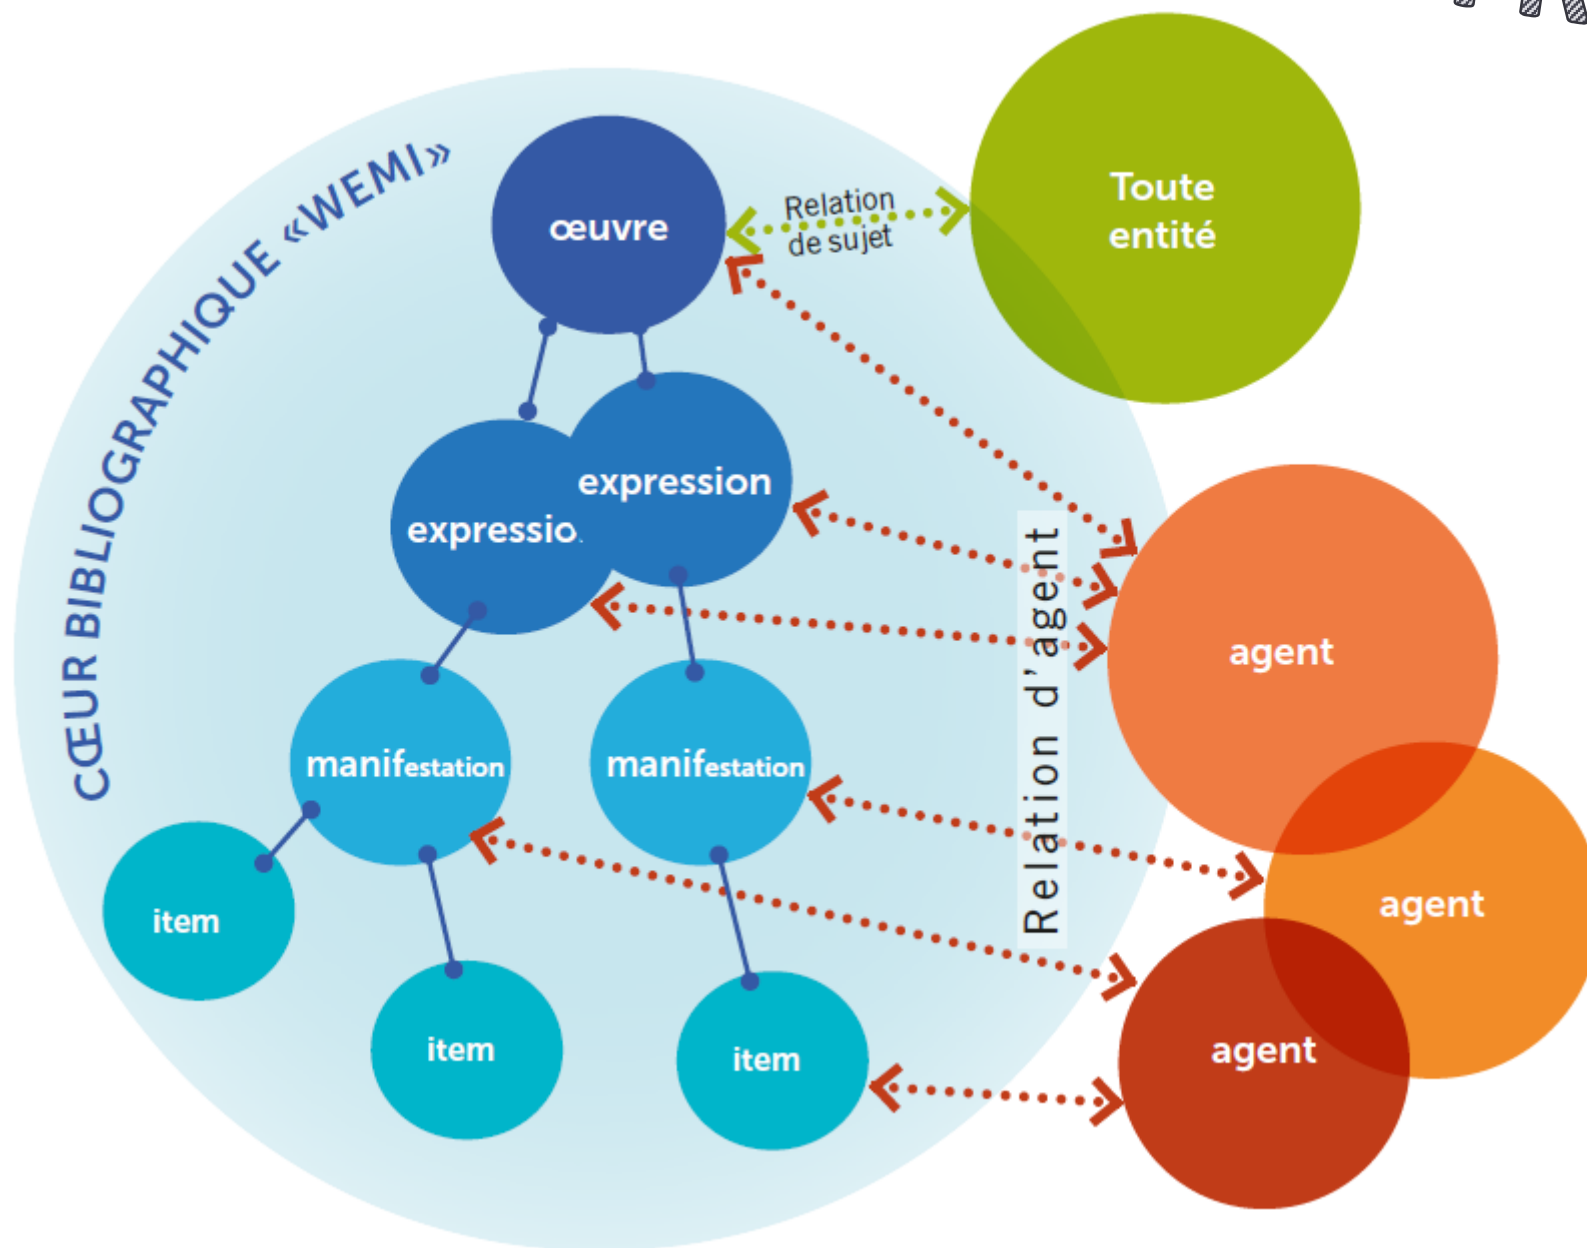 CŒUR BIBLIOGRAPHIQUE «WEMI»
œuvre
Relation
de sujet
Toute
entité
expression
expressio
Relation d'agent
agent
manifestation
manifestation
agent
item
item
item
agent